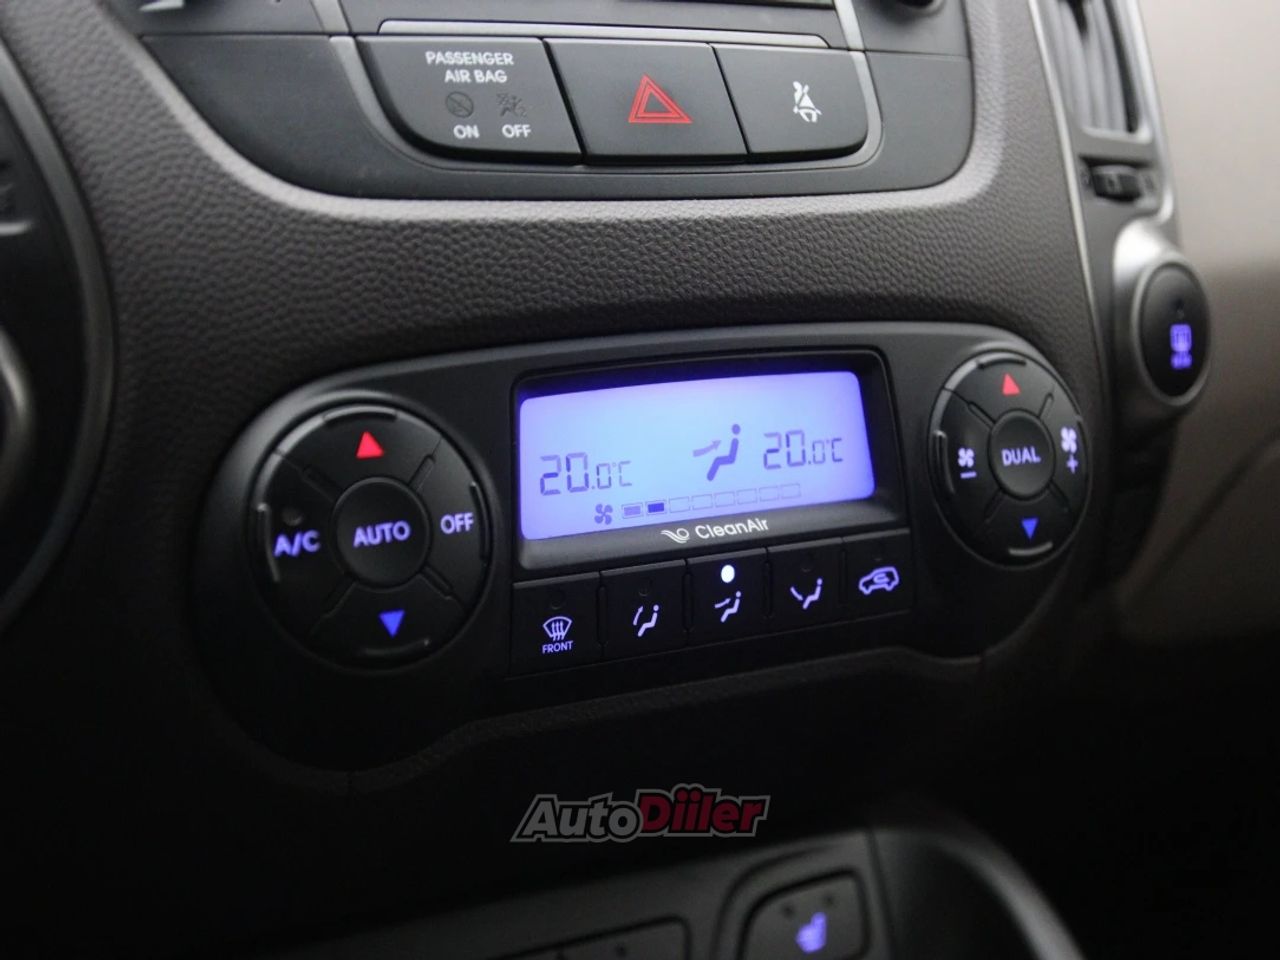 PASSENGER
AIR BAG
ON OFF
20.0°C 20.0°C
CleanAir
A/C AUTO OFF
DUAL
FRONT
AutoDiiler